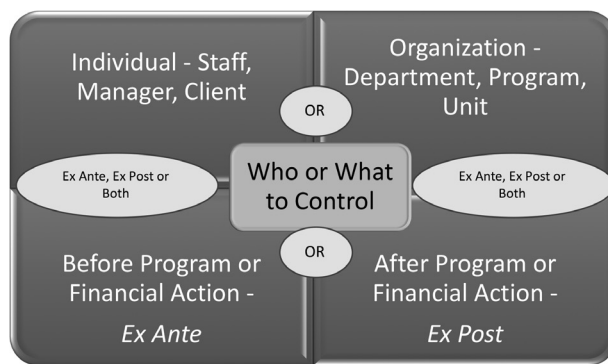 Individual - Staff,
Manager, Client
Organization -
Department, Program,
Unit
OR
Ex Ante, Ex Post or
Both
Who or What
to Control
Ex Ante, Ex Post or
Both
OR
Before Program or
Financial Action -
Ex Ante
After Program or
Financial Action -
Ex Post